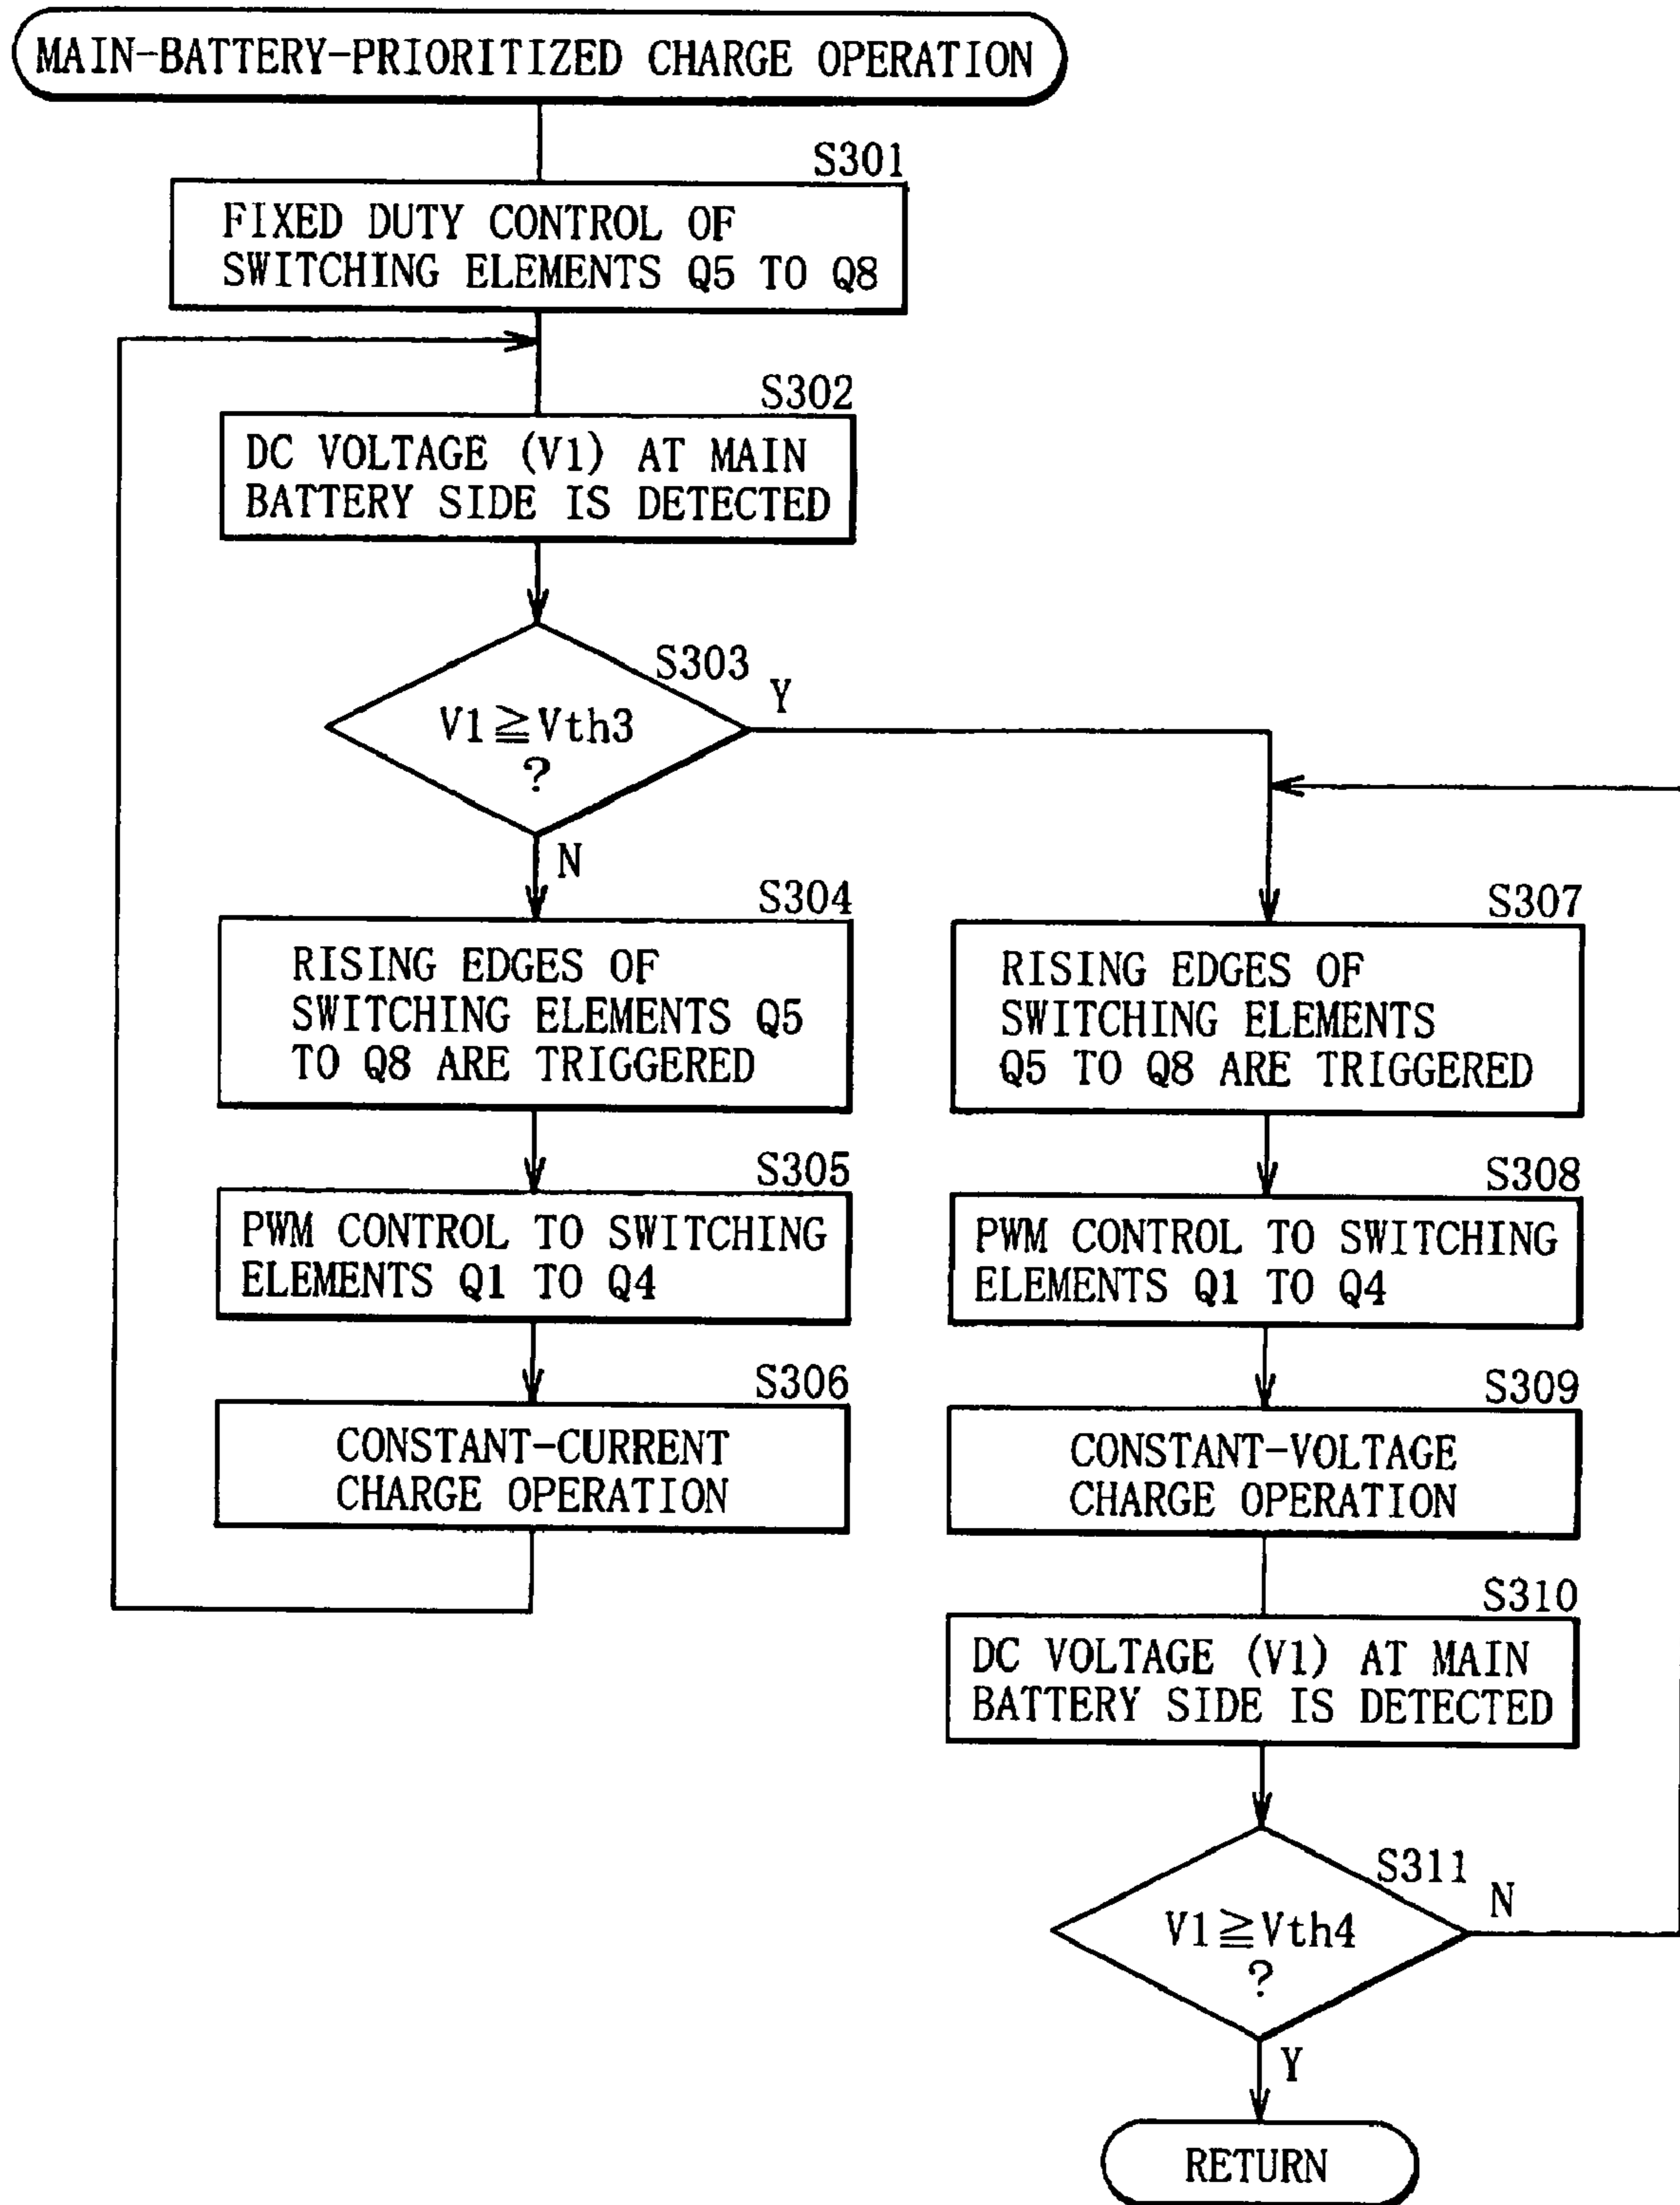 MAIN-BATTERY-PRIORITIZED CHARGE OPERATION
S301
FIXED DUTY CONTROL OF
SWITCHING ELEMENTS Q5 TO Q8
S302
DC VOLTAGE (V1) AT MAIN
BATTERY SIDE IS DETECTED
S303
Y
V1≧Vth3
?
N
S304
RISING EDGES OF
SWITCHING ELEMENTS Q5
TO Q8 ARE TRIGGERED
S305
PWM CONTROL TO SWITCHING
ELEMENTS Q1 TO Q4
S306
CONSTANT-CURRENT
CHARGE OPERATION
S307
RISING EDGES OF
SWITCHING ELEMENTS
Q5 TO Q8 ARE TRIGGERED
S308
PWM CONTROL TO SWITCHING
ELEMENTS Q1 TO Q4
S309
CONSTANT-VOLTAGE
CHARGE OPERATION
S310
DC VOLTAGE (V1) AT MAIN
BATTERY SIDE IS DETECTED
S311
N
V1≧Vth4
?
Y
RETURN